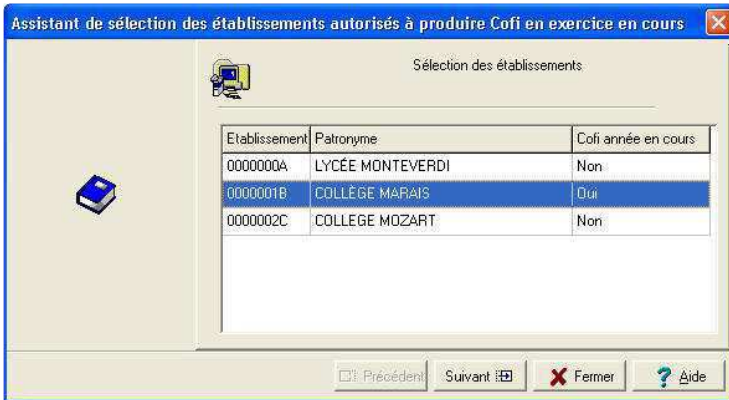 Assistant de sélection des établissements autorisés à produire Cofi en exercice en cours
Sélection des établissements
Etablissement Patronyme Cofi année en cours
0000000A LYCÉE MONTEVERDI Non
0000001B COLLÈGE MARAIS Oui
0000002C COLLEGE MOZART Non
Précédent Suivant Fermer Aide